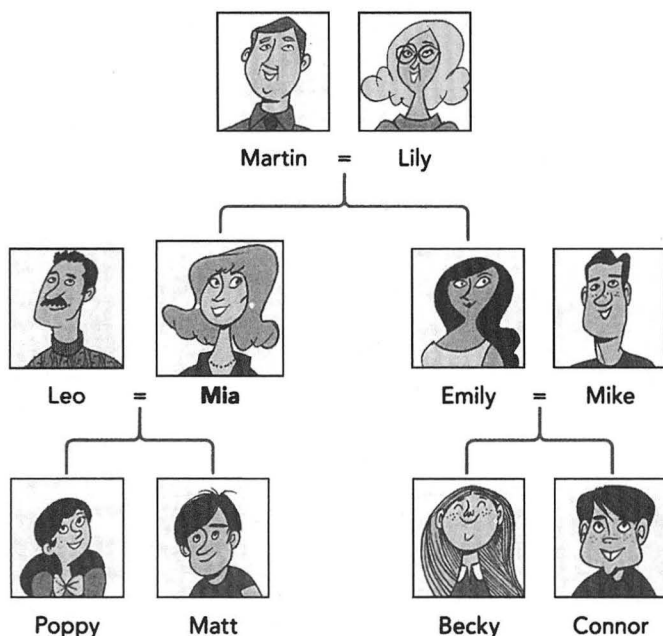 Martin = Lily
Leo = Mia Emily = Mike
Poppy Matt Becky Connor